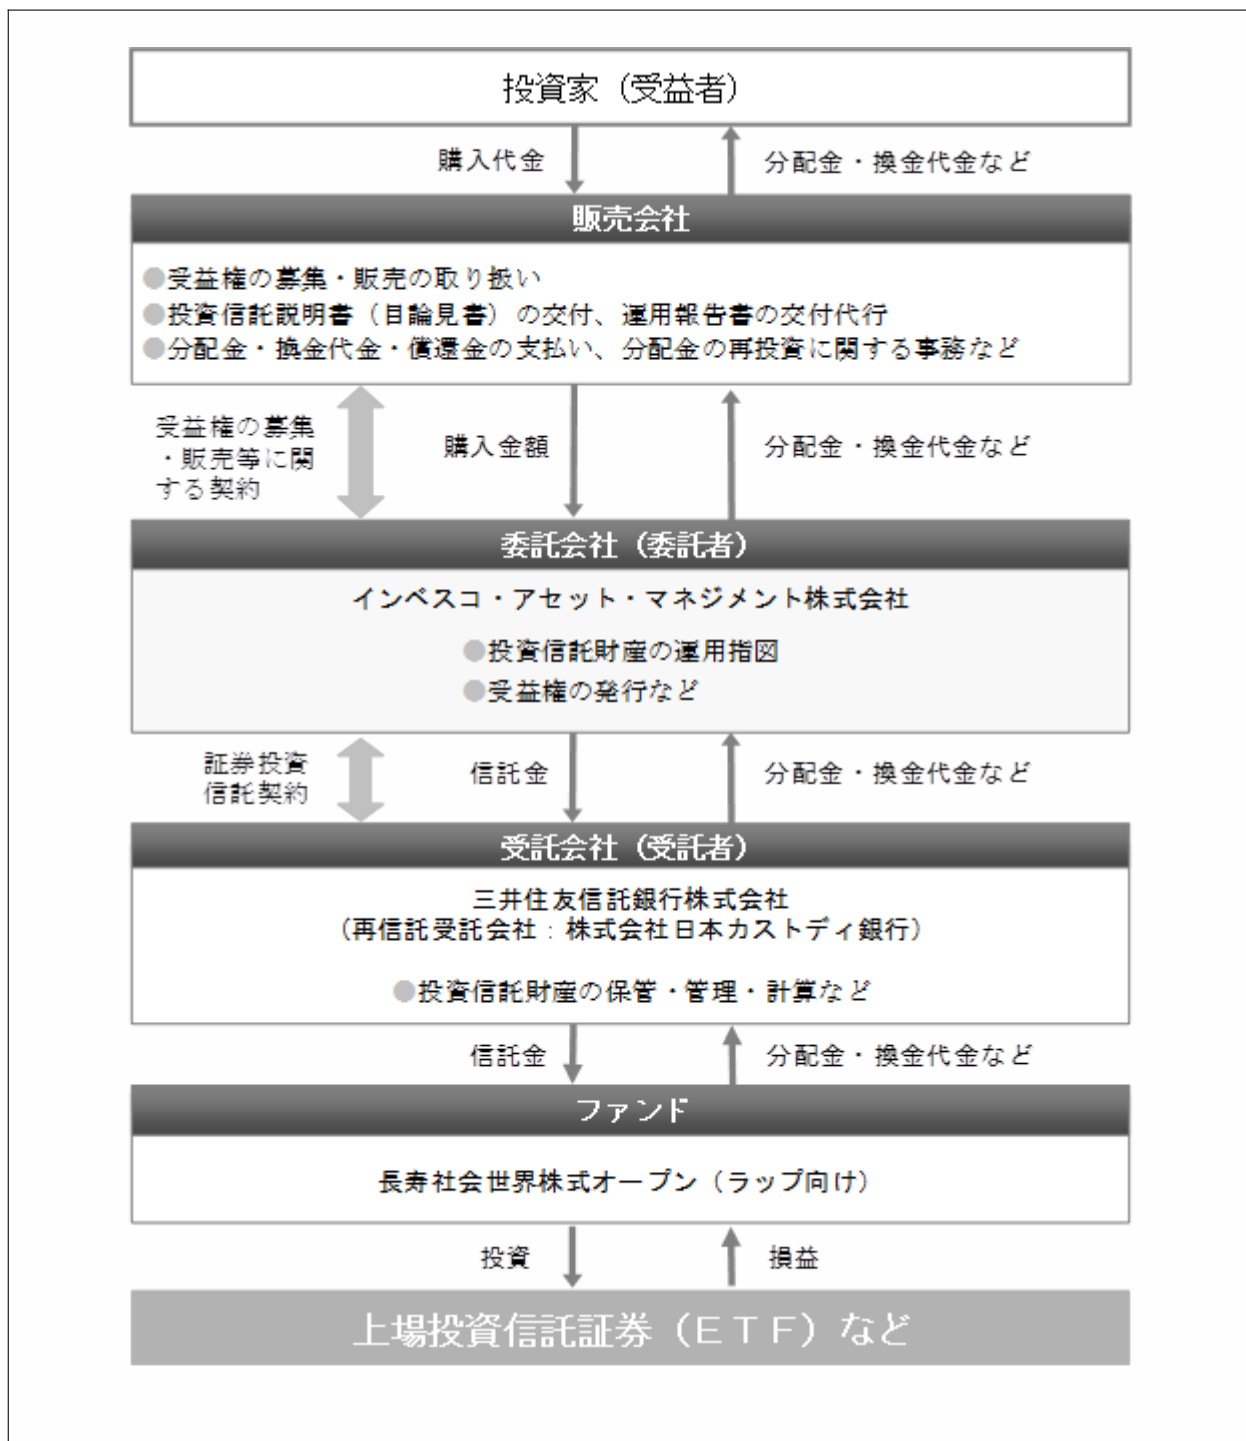 投資家（受益者）
購入代金
分配金・換金代金など
販売会社
●受益権の募集・販売の取り扱い
●投資信託説明書（目論見書）の交付、運用報告書の交付代行
●分配金・換金代金・償還金の支払い、分配金の再投資に関する事務など
受益権の募集
・販売等に関
する契約
購入金額
分配金・換金代金など
委託会社（委託者）
インベスコ・アセット・マネジメント株式会社
●投資信託財産の運用指図
●受益権の発行など
証券投資
信託契約
信託金
分配金・換金代金など
受託会社（受託者）
三井住友信託銀行株式会社
（再信託受託会社：株式会社日本カストディ銀行）
●投資信託財産の保管・管理・計算など
信託金
分配金・換金代金など
ファンド
長寿社会世界株式オープン（ラップ向け）
投資
損益
上場投資信託証券（ＥＴＦ）など